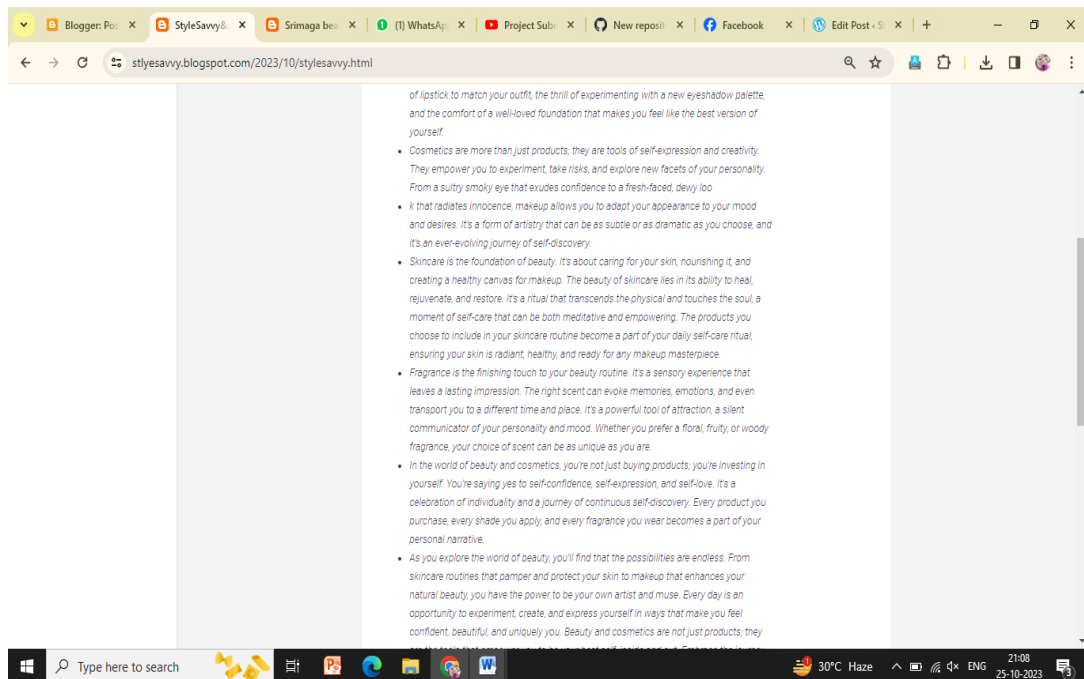 Blogger: Pos
StyleSavvy&
Srimaga bea
(1) WhatsAp
Project Subr
New reposit
Facebook
Edit Post ‹ S
stlyesavvy.blogspot.com/2023/10/stylesavvy.html
of lipstick to match your outfit, the thrill of experimenting with a new eyeshadow palette,
and the comfort of a well-loved foundation that makes you feel like the best version of
yourself.
Cosmetics are more than just products; they are tools of self-expression and creativity.
They empower you to experiment, take risks, and explore new facets of your personality.
From a sultry smoky eye that exudes confidence to a fresh-faced, dewy loo
k that radiates innocence, makeup allows you to adapt your appearance to your mood
and desires. It's a form of artistry that can be as subtle or as dramatic as you choose, and
it's an ever-evolving journey of self-discovery.
Skincare is the foundation of beauty. It's about caring for your skin, nourishing it, and
creating a healthy canvas for makeup. The beauty of skincare lies in its ability to heal,
rejuvenate, and restore. It's a ritual that transcends the physical and touches the soul, a
moment of self-care that can be both meditative and empowering. The products you
choose to include in your skincare routine become a part of your daily self-care ritual,
ensuring your skin is radiant, healthy, and ready for any makeup masterpiece.
Fragrance is the finishing touch to your beauty routine. It's a sensory experience that
leaves a lasting impression. The right scent can evoke memories, emotions, and even
transport you to a different time and place. It's a powerful tool of attraction, a silent
communicator of your personality and mood. Whether you prefer a floral, fruity, or woody
fragrance, your choice of scent can be as unique as you are.
In the world of beauty and cosmetics, you're not just buying products; you're investing in
yourself. You're saying yes to self-confidence, self-expression, and self-love. It's a
celebration of individuality and a journey of continuous self-discovery. Every product you
purchase, every shade you apply, and every fragrance you wear becomes a part of your
personal narrative.
As you explore the world of beauty, you'll find that the possibilities are endless. From
skincare routines that pamper and protect your skin to makeup that enhances your
natural beauty, you have the power to be your own artist and muse. Every day is an
opportunity to experiment, create, and express yourself in ways that make you feel
confident, beautiful, and uniquely you. Beauty and cosmetics are not just products; they
Type here to search
30°C Haze
ENG
21:08
25-10-2023
3